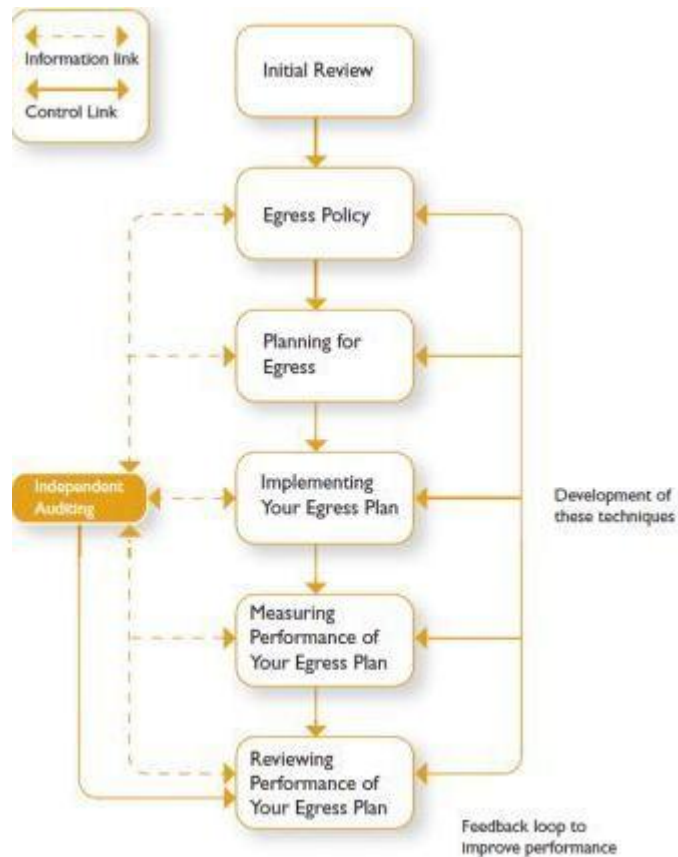 Information link
Control Link
Initial Review
Egress Policy
Planning for
Egress
Independent
Auditing
Implementing
Your Egress Plan
Development of
these techniques
Measuring
Performance of
Your Egress Plan
Reviewing
Performance of
Your Egress Plan
Feedback loop to
improve performance